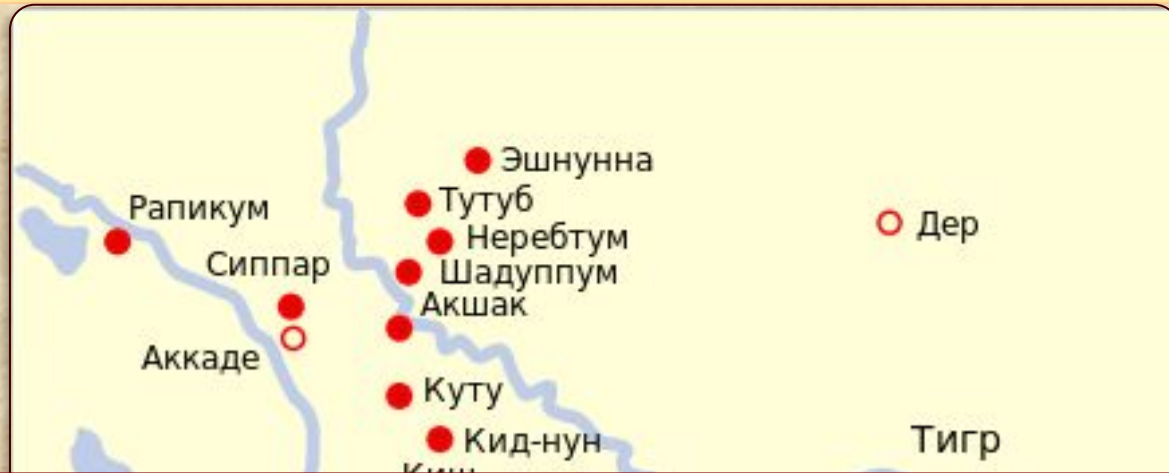 Эшнунна
Тутуб
Рапикум
Дер
Неребтум
Сиппар
Шадуппум
Акшак
Аккаде
Куту
Тигр
Кид-нун